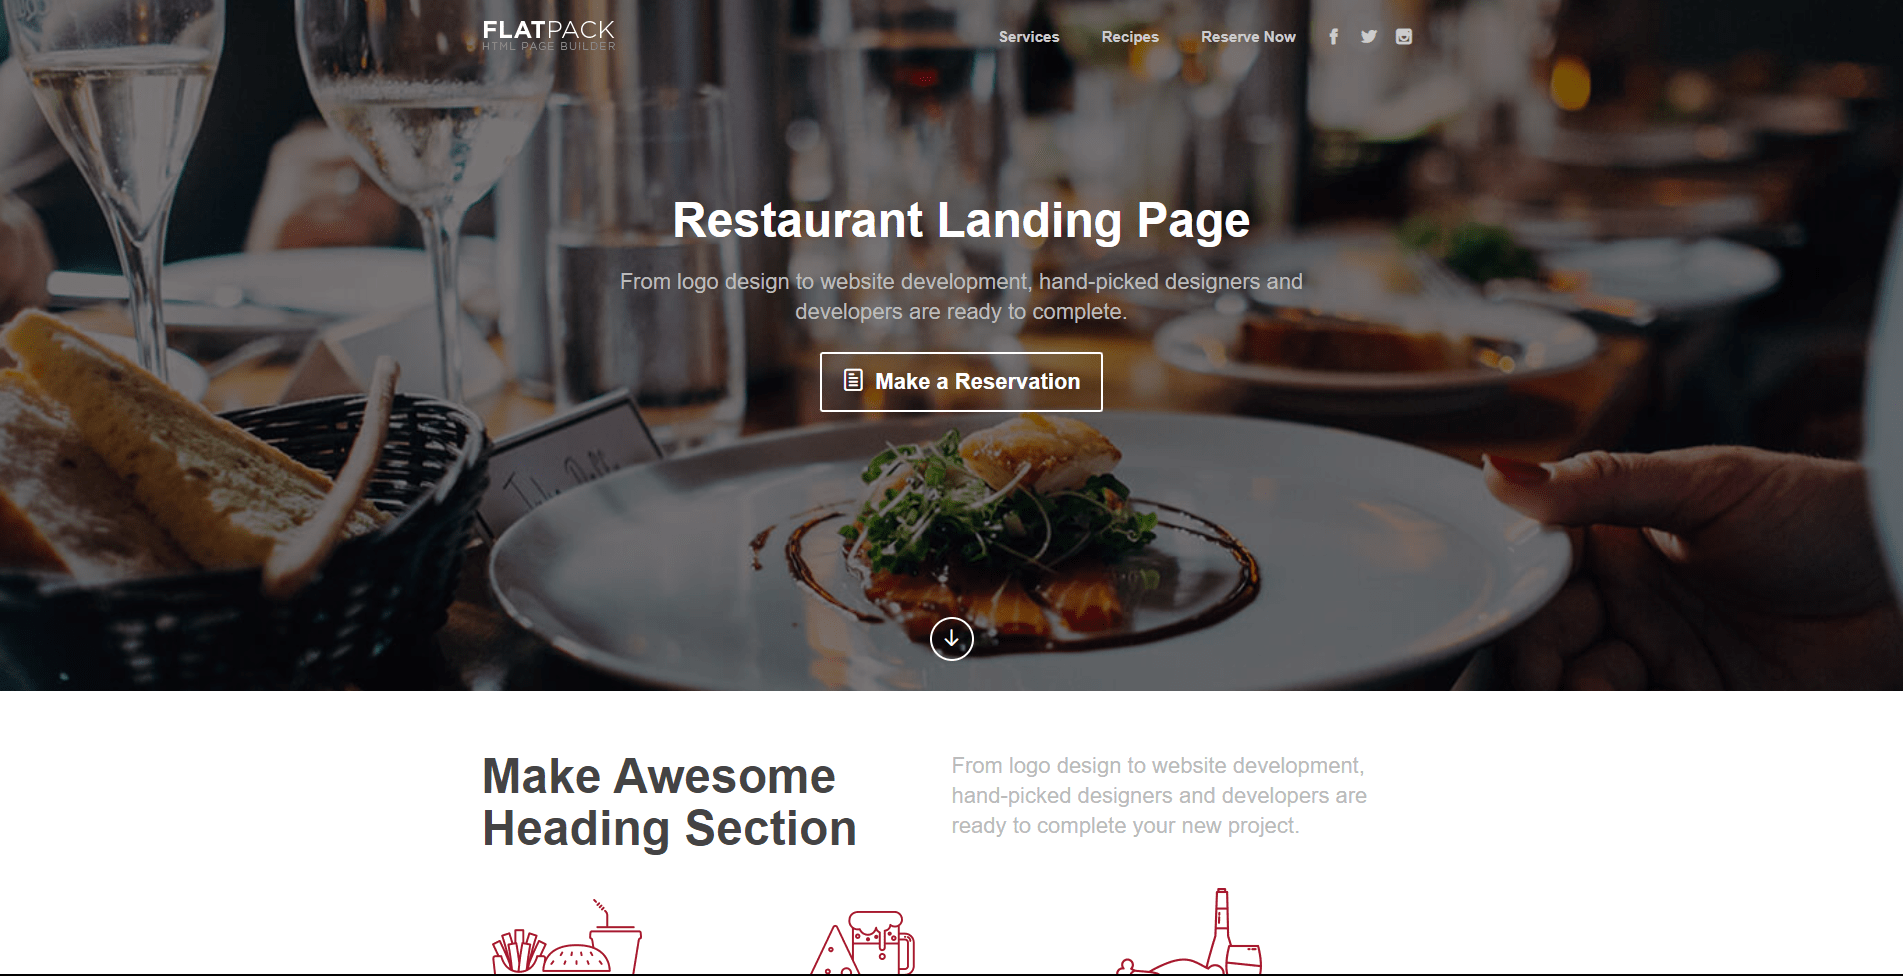 FLATPACK
HTML PAGE BUILDER
Services
Recipes
Reserve Now
Restaurant Landing Page
From logo design to website development, hand-picked designers and
developers are ready to complete.
Make a Reservation
Make Awesome
Heading Section
From logo design to website development,
hand-picked designers and developers are
ready to complete your new project.